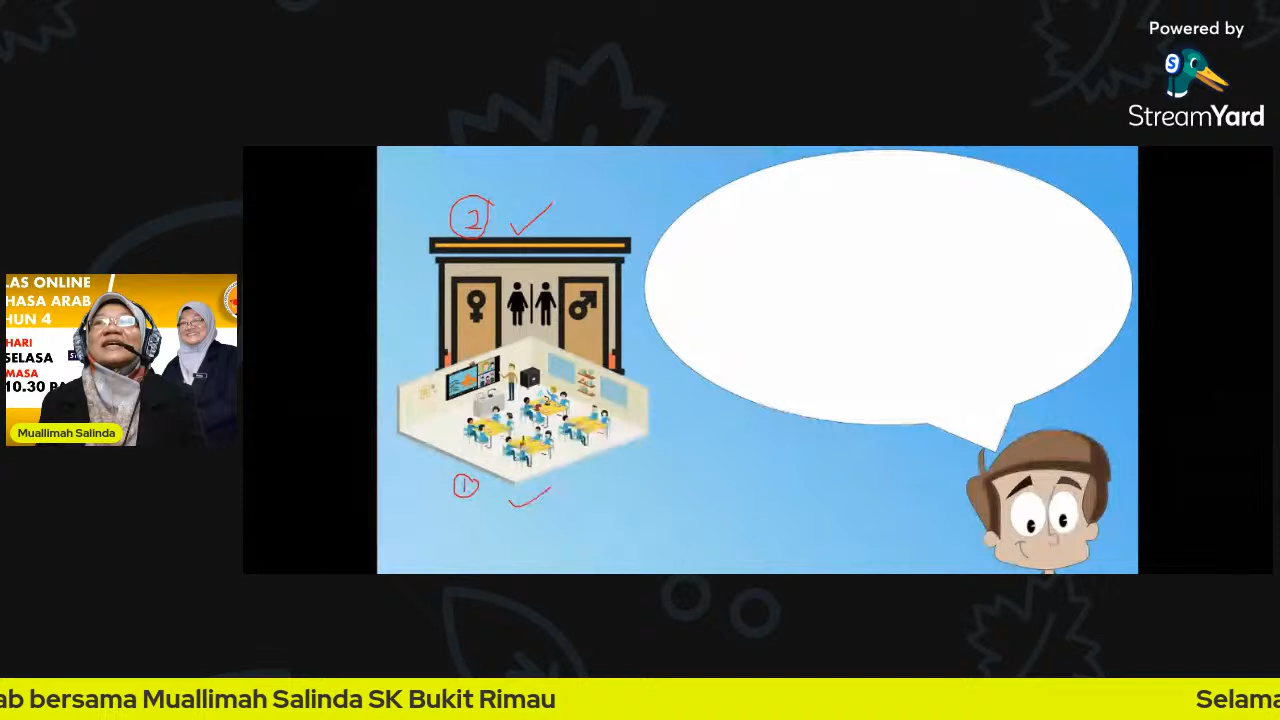 Powered by
S
StreamYard
LAS ONLINE
HASA ARAB
HUN 4
HARI
SELASA
MASA
10.30 PA
Muallimah Salinda
2
1
ab bersama Muallimah Salinda SK Bukit Rimau
Selama